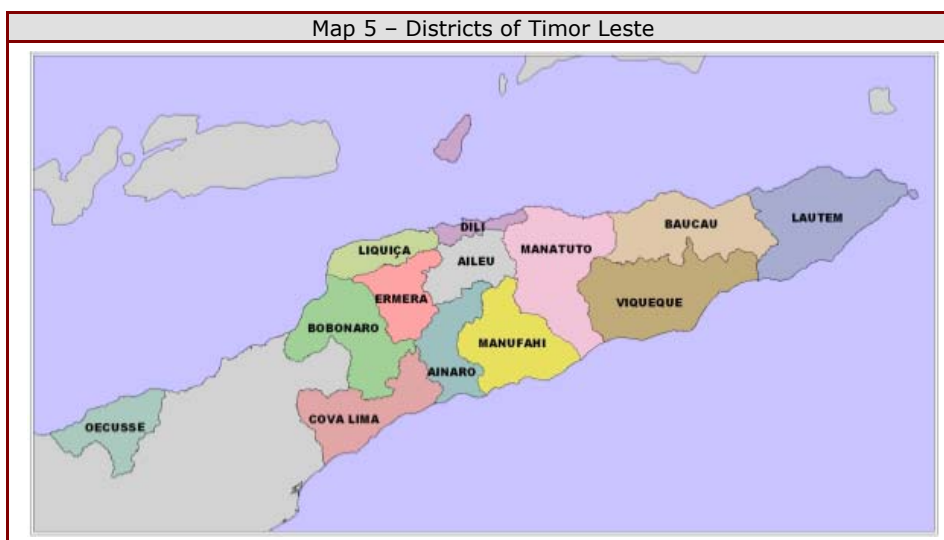 Map 5 – Districts of Timor Leste
LAUTEM
BAUCAU
DILI
MANATUTO
LIQUIÇA
AILEU
ERMERA
VIQUEQUE
BOBONARO
MANUFAHI
AINARO
COVA LIMA
OECUSSE